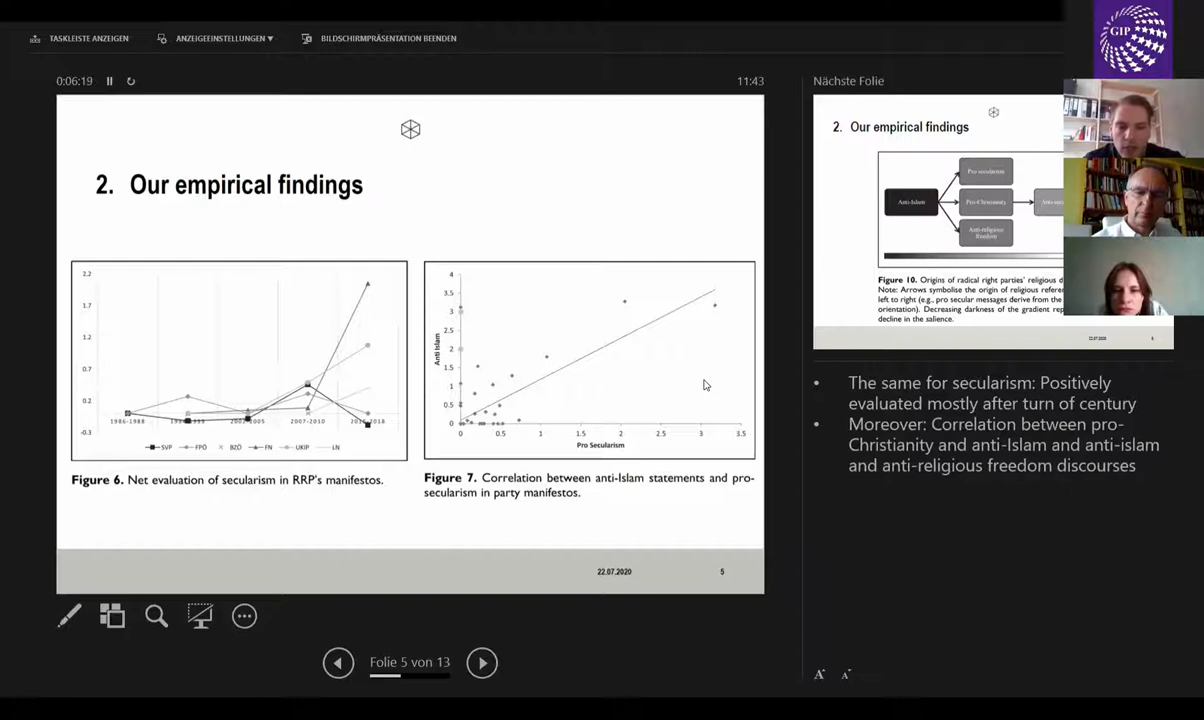 TASKLEISTE ANZEIGEN
ANZEIGEEINSTELLUNGEN ▼
BILDSCHIRMPRÄSENTATION BEENDEN
GIP
0:06:19
11:43
Nächste Folie
2. Our empirical findings
2.2
1.7
1.2
0.7
0.2
-0.3
1986-1988
2002-2005
2007-2010
SVP
FPÖ
BZÖ
FN
UKIP
LN
Figure 6. Net evaluation of secularism in RRP's manifestos.
4
3.5
3
2.5
2
1.5
1
0.5
0
Anti Islam
0
0.5
1
1.5
2
2.5
3
3.5
Pro Secularism
Figure 7. Correlation between anti-Islam statements and pro-
secularism in party manifestos.
22.07.2020
5
2. Our empirical findings
Pro secularism
Anti-Islam
Pro-Christianity
Anti-religious
freedom
Figure 10. Origins of radical right parties' religious
Note: Arrows symbolise the origin of religious refere
left to right (e.g., pro secular messages derive from the
orientation). Decreasing darkness of the gradient rep
decline in the salience.
22.07.2020
6
• The same for secularism: Positively
evaluated mostly after turn of century
• Moreover: Correlation between pro-
Christianity and anti-Islam and anti-islam
and anti-religious freedom discourses
Folie 5 von 13
A
A